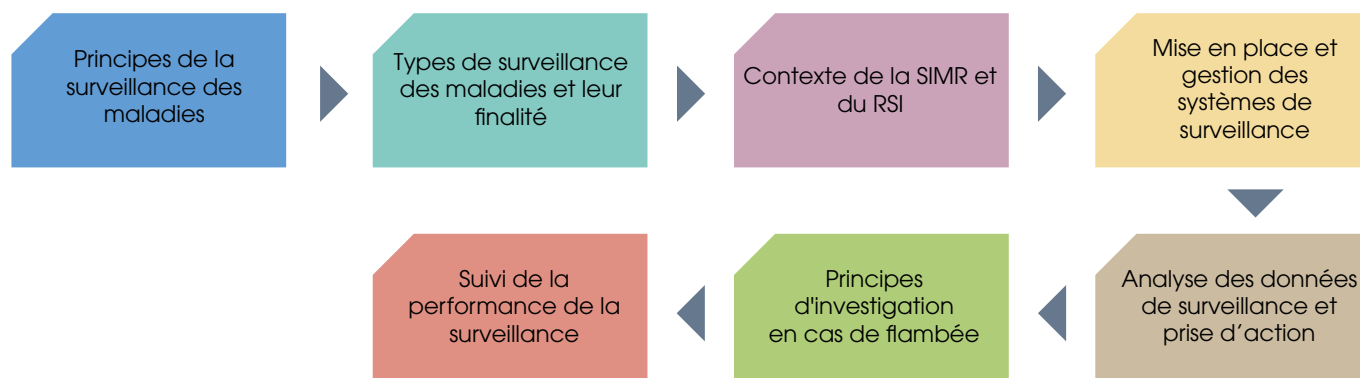 Principes de la
surveillance des
maladies
Types de surveillance
des maladies et leur
finalité
Contexte de la SIMR et
du RSI
Mise en place et
gestion des
systèmes de
surveillance
Analyse des données
de surveillance et
prise d’action
Principes
d'investigation
en cas de flambée
Suivi de la
performance de la
surveillance